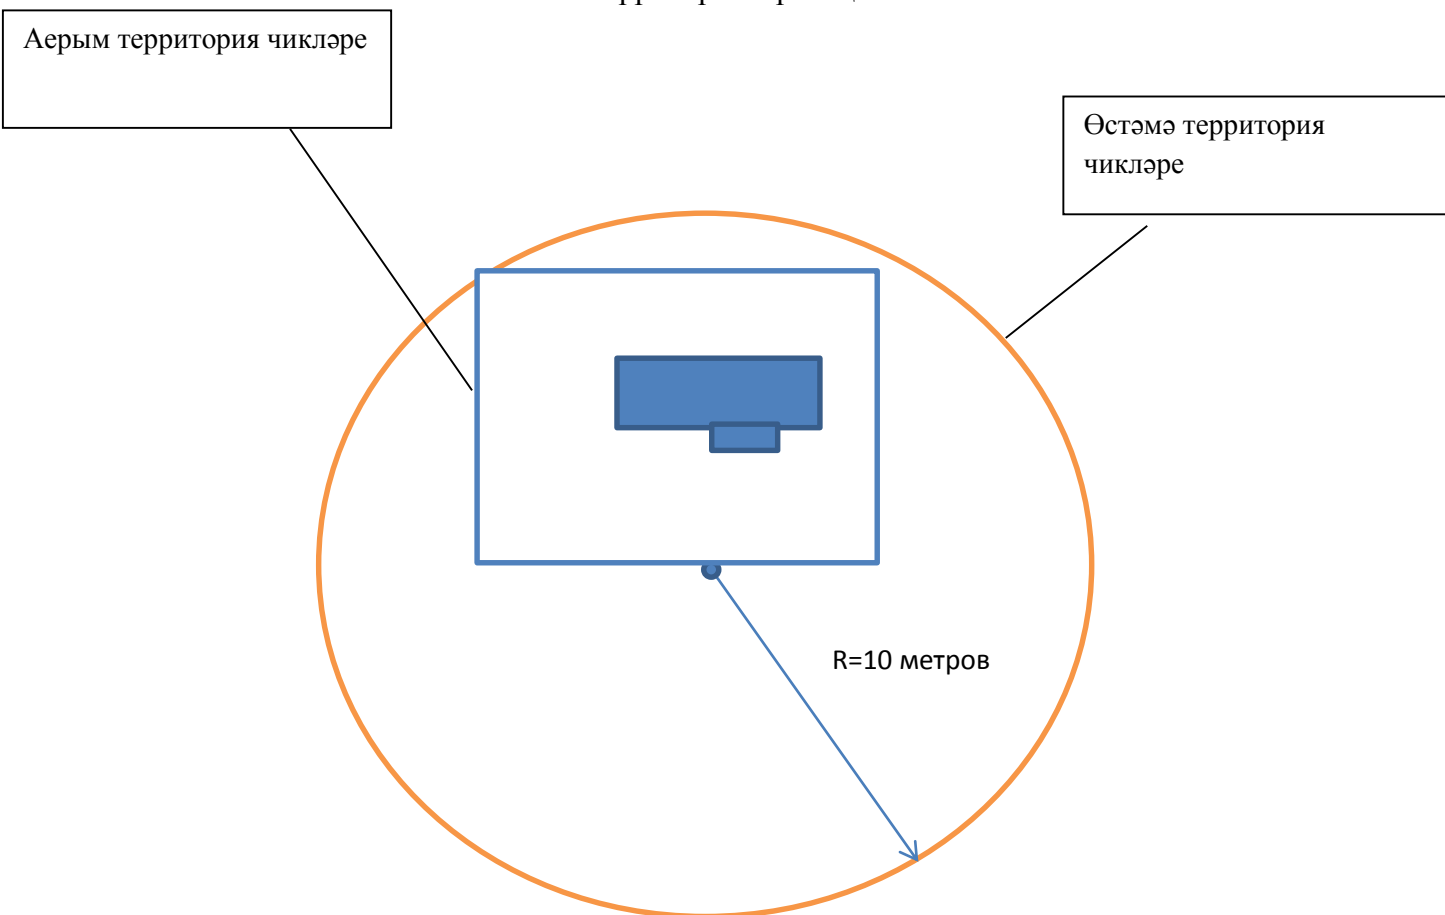 Аерым территория чикләре
Өстәмә территория
чикләре
R=10 метров